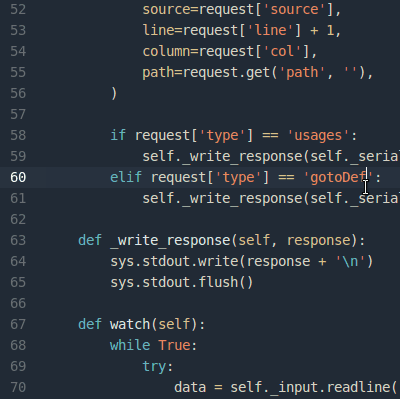 52 source=request['source'],
53 line=request['line'] + 1,
54 column=request['col'],
55 path=request.get('path', ''),
56 )
57
58 if request['type'] == 'usages':
59 self._write_response(self._seria
60 elif request['type'] == 'gotoDef':
61 self._write_response(self._seria
62
63 def _write_response(self, response):
64 sys.stdout.write(response + '\n')
65 sys.stdout.flush()
66
67 def watch(self):
68 while True:
69 try:
70 data = self._input.readline(